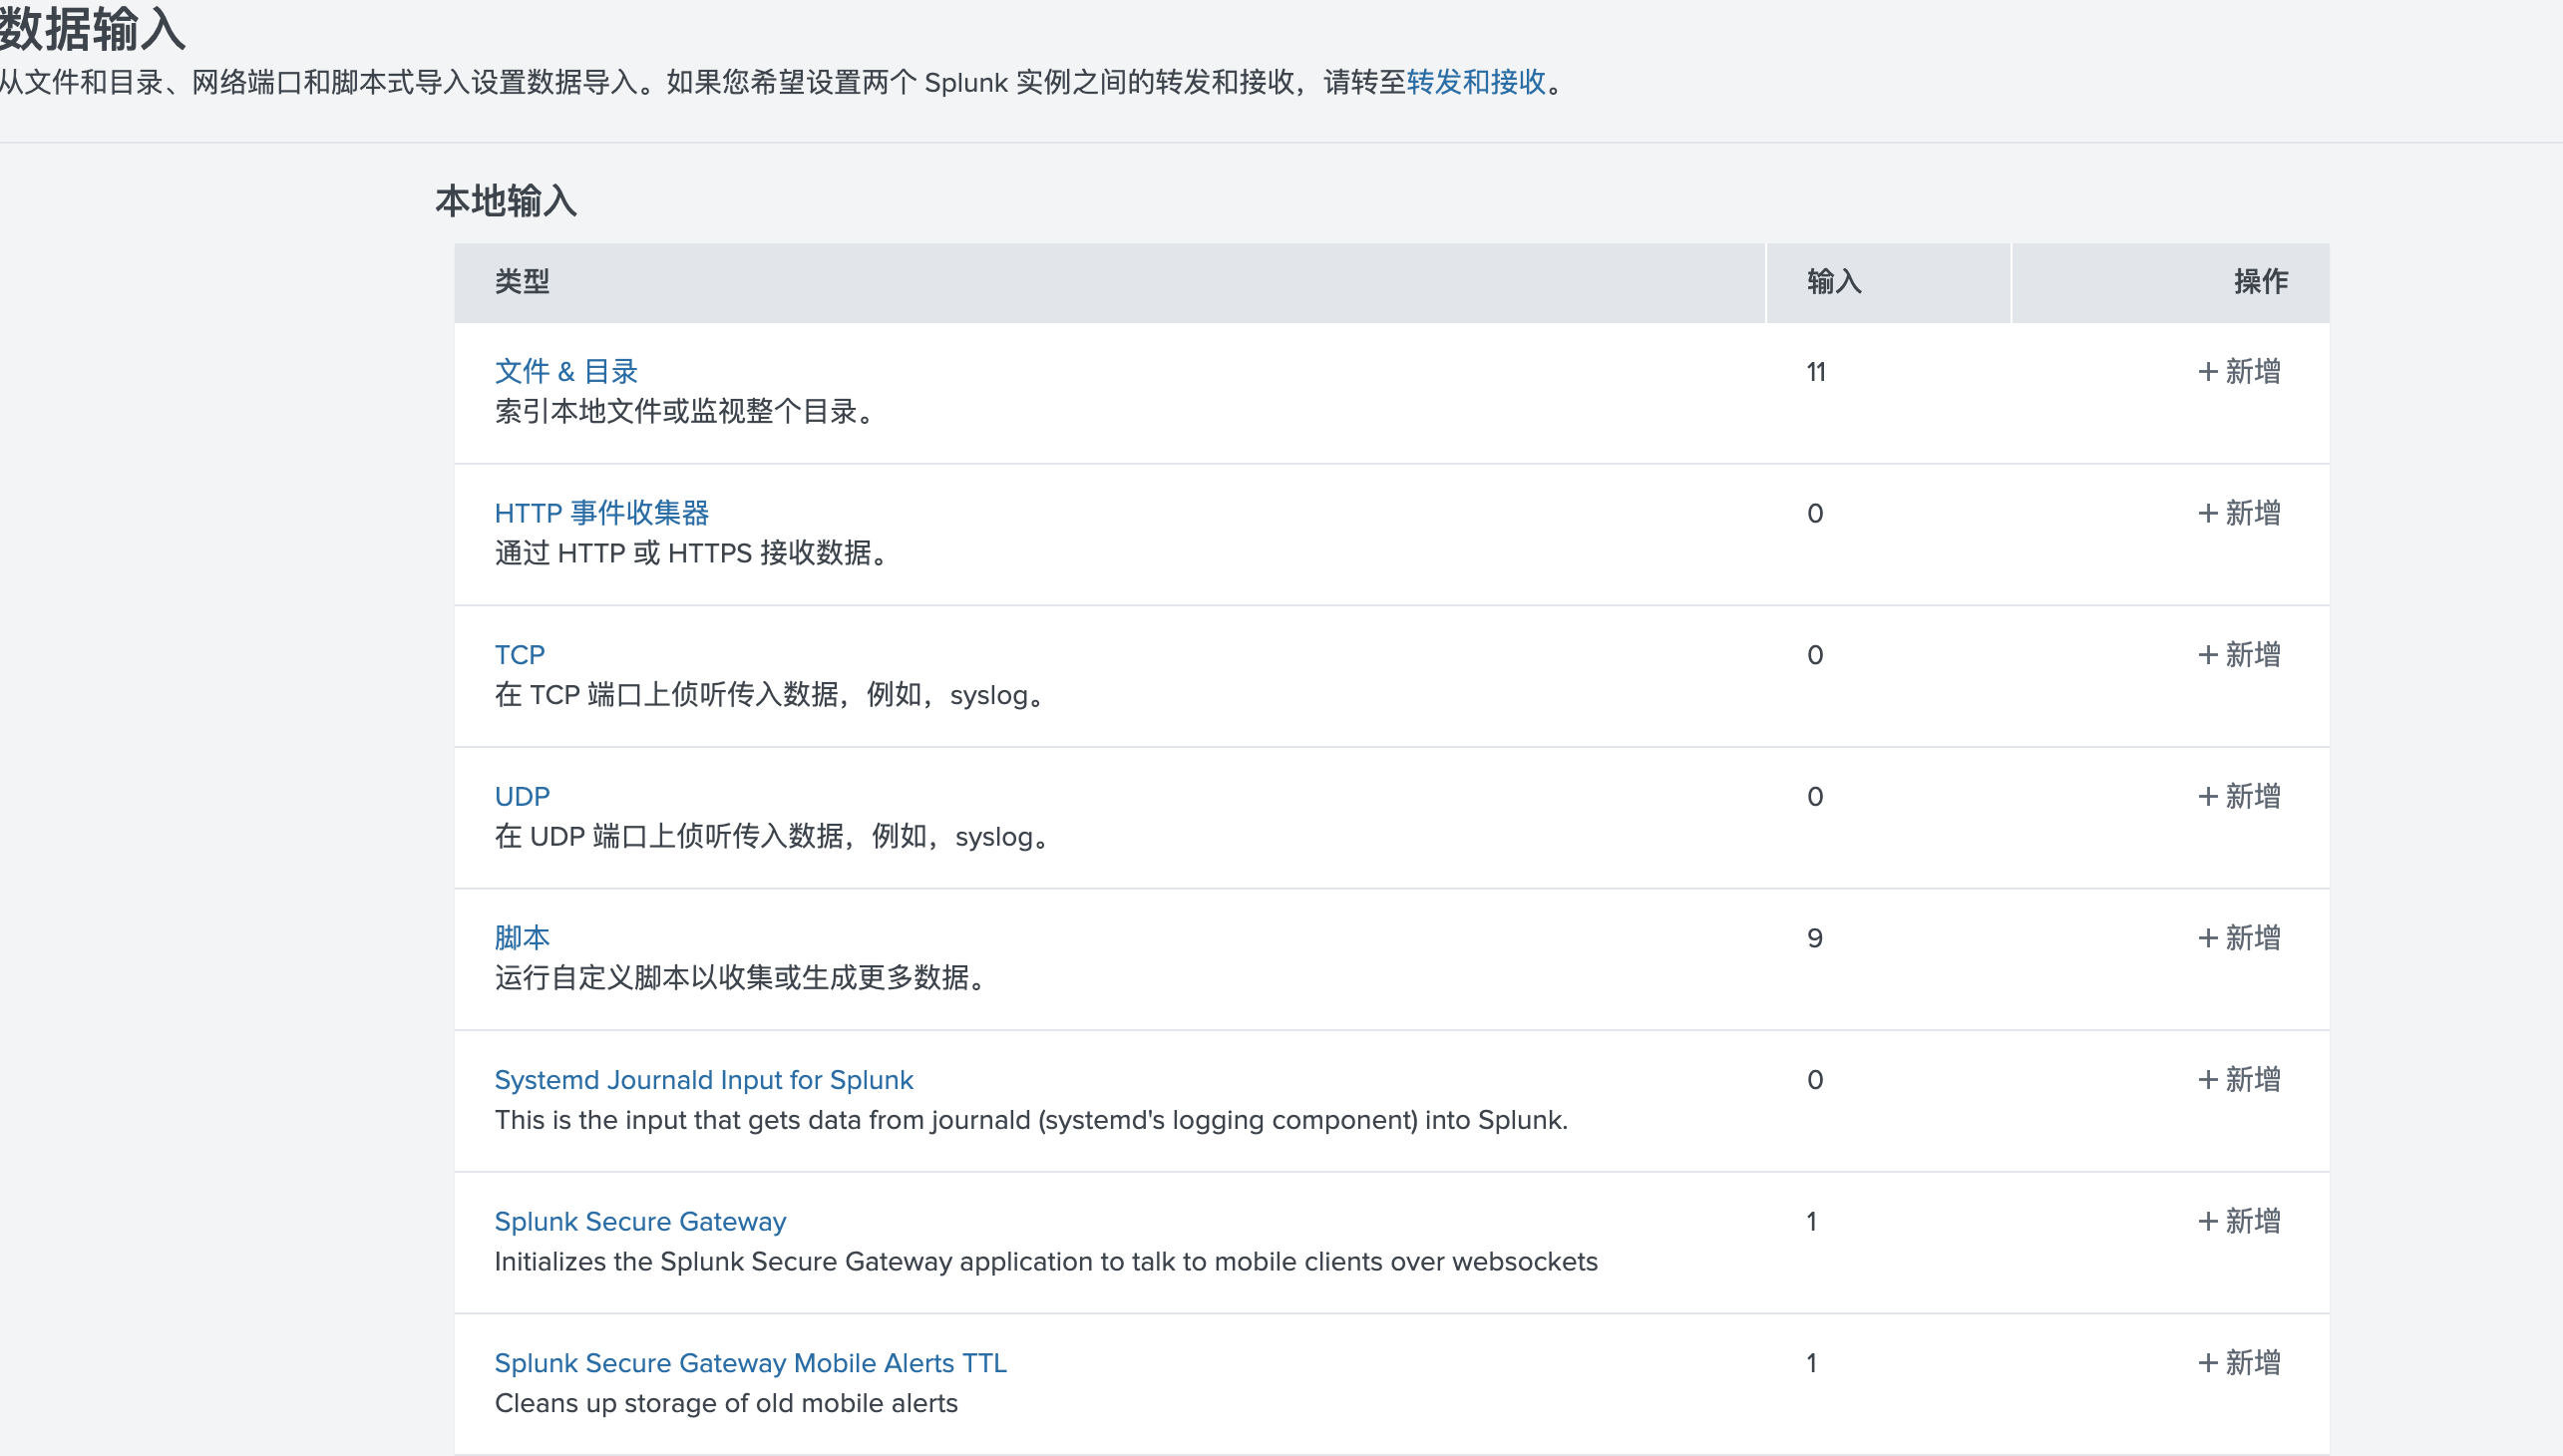 数据输入
从文件和目录、网络端口和脚本式导入设置数据导入。如果您希望设置两个 Splunk 实例之间的转发和接收，请转至转发和接收。
本地输入
类型 输入 操作
文件 & 目录 11 + 新增
索引本地文件或监视整个目录。
HTTP 事件收集器 0 + 新增
通过 HTTP 或 HTTPS 接收数据。
TCP 0 + 新增
在 TCP 端口上侦听传入数据，例如，syslog。
UDP 0 + 新增
在 UDP 端口上侦听传入数据，例如，syslog。
脚本 9 + 新增
运行自定义脚本以收集或生成更多数据。
Systemd Journald Input for Splunk 0 + 新增
This is the input that gets data from journald (systemd's logging component) into Splunk.
Splunk Secure Gateway 1 + 新增
Initializes the Splunk Secure Gateway application to talk to mobile clients over websockets
Splunk Secure Gateway Mobile Alerts TTL 1 + 新增
Cleans up storage of old mobile alerts